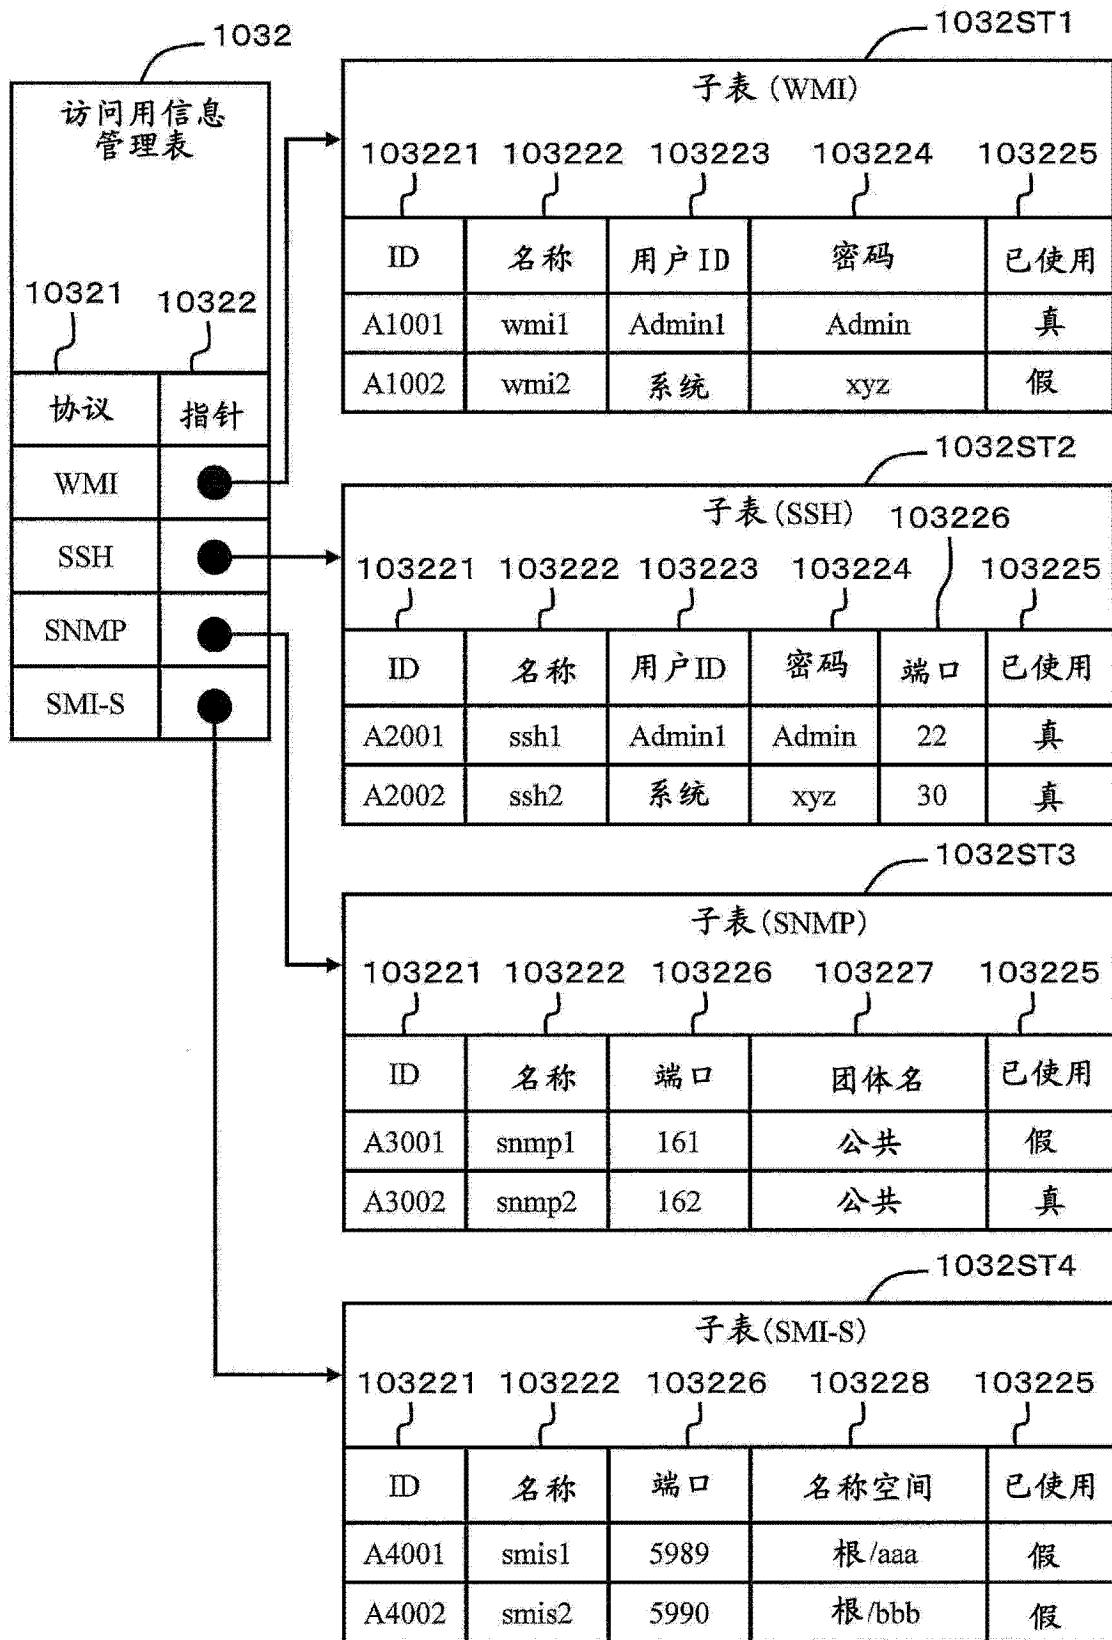 1032
访问用信息
管理表
10321 10322
协议 指针
WMI
SSH
SNMP
SMI-S
1032ST1
子表(WMI)
103221 103222 103223 103224 103225
ID 名称 用户ID 密码 已使用
A1001 wmi1 Admin1 Admin 真
A1002 wmi2 系统 xyz 假
1032ST2
子表(SSH) 103226
103221 103222 103223 103224 103225
ID 名称 用户ID 密码 端口 已使用
A2001 ssh1 Admin1 Admin 22 真
A2002 ssh2 系统 xyz 30 真
1032ST3
子表(SNMP)
103221 103222 103226 103227 103225
ID 名称 端口 团体名 已使用
A3001 snmp1 161 公共 假
A3002 snmp2 162 公共 真
1032ST4
子表(SMI-S)
103221 103222 103226 103228 103225
ID 名称 端口 名称空间 已使用
A4001 smis1 5989 根/aaa 假
A4002 smis2 5990 根/bbb 假